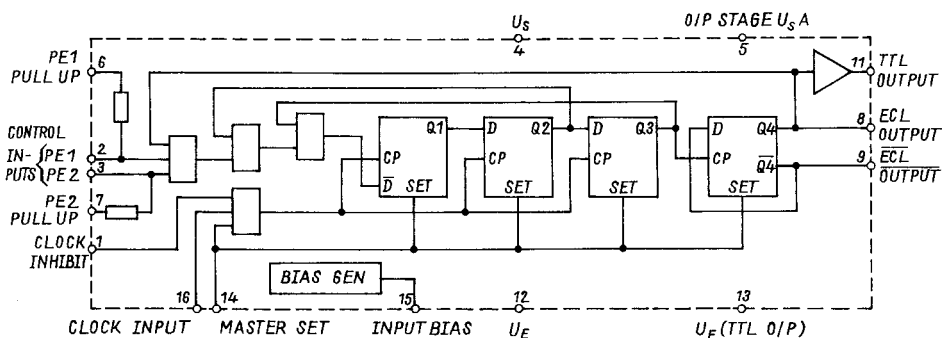 U_S
4
O/P STAGE U_S A
5
PE1
PULL UP
6
TTL
OUTPUT
11
ECL
OUTPUT
8
ECL
OUTPUT
9
CONTROL
IN-
PUTS
PE1
PE2
2
3
PE2
PULL UP
7
CLOCK
INHIBIT
1
Q1
CP
D
SET
D
Q2
CP
SET
D
Q3
SET
D
Q4
CP
Q4
SET
BIAS GEN
16
14
15
12
13
CLOCK INPUT
MASTER SET
INPUT BIAS
U_E
U_E (TTL O/P)